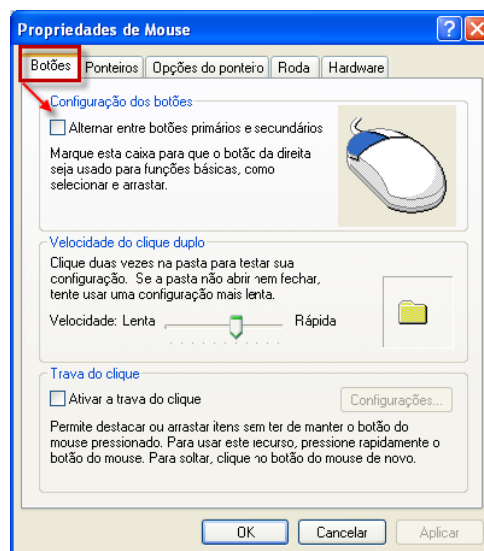 Propriedades de Mouse
Botões Ponteiros Opções do ponteiro Roda Hardware
Configuração dos botões
Alternar entre botões primários e secundários
Marque esta caixa para que o botão da direita
seja usado para funções básicas, como
selecionar e arrastar.
Velocidade do clique duplo
Clique duas vezes na pasta para testar sua
configuração. Se a pasta não abrir nem fechar,
tente usar uma configuração mais lenta.
Velocidade: Lenta Rápida
Trava do clique
Ativar a trava do clique Configurações...
Permite destacar ou arrastar itens sem ter de manter o botão do
mouse pressionado. Para usar este recurso, pressione rapidamente o
botão do mouse. Para soltar, clique no botão do mouse de novo.
OK Cancelar Aplicar